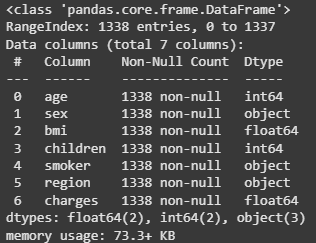 <class 'pandas.core.frame.DataFrame'>
RangeIndex: 1338 entries, 0 to 1337
Data columns (total 7 columns):
 #   Column    Non-Null Count  Dtype
---  ------    --------------  -----
 0   age       1338 non-null   int64
 1   sex       1338 non-null   object
 2   bmi       1338 non-null   float64
 3   children  1338 non-null   int64
 4   smoker    1338 non-null   object
 5   region    1338 non-null   object
 6   charges   1338 non-null   float64
dtypes: float64(2), int64(2), object(3)
memory usage: 73.3+ KB